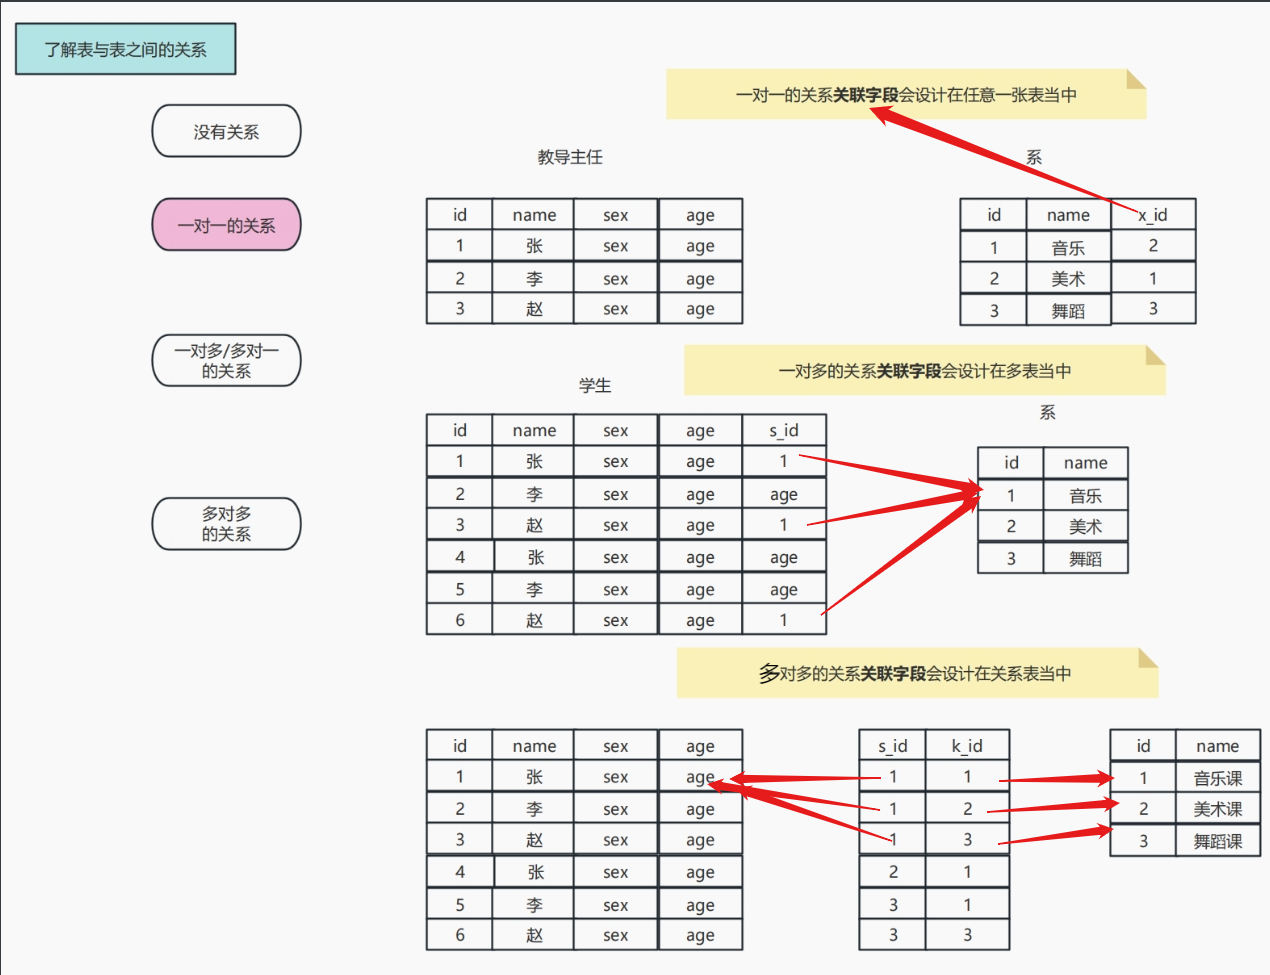 了解表与表之间的关系
没有关系
一对一的关系
一对多/多对一
的关系
多对多
的关系
一对一的关系关联字段会设计在任意一张表当中
教导主任
id name sex age
1 张 sex age
2 李 sex age
3 赵 sex age
系
id name x_id
1 音乐 2
2 美术 1
3 舞蹈 3
一对多的关系关联字段会设计在多表当中
学生
id name sex age s_id
1 张 sex age 1
2 李 sex age age
3 赵 sex age 1
4 张 sex age age
5 李 sex age age
6 赵 sex age 1
系
id name
1 音乐
2 美术
3 舞蹈
多对多的关系关联字段会设计在关系表当中
id name sex age
1 张 sex age
2 李 sex age
3 赵 sex age
4 张 sex age
5 李 sex age
6 赵 sex age
s_id k_id
1 1
1 2
1 3
2 1
3 1
3 3
id name
1 音乐课
2 美术课
3 舞蹈课